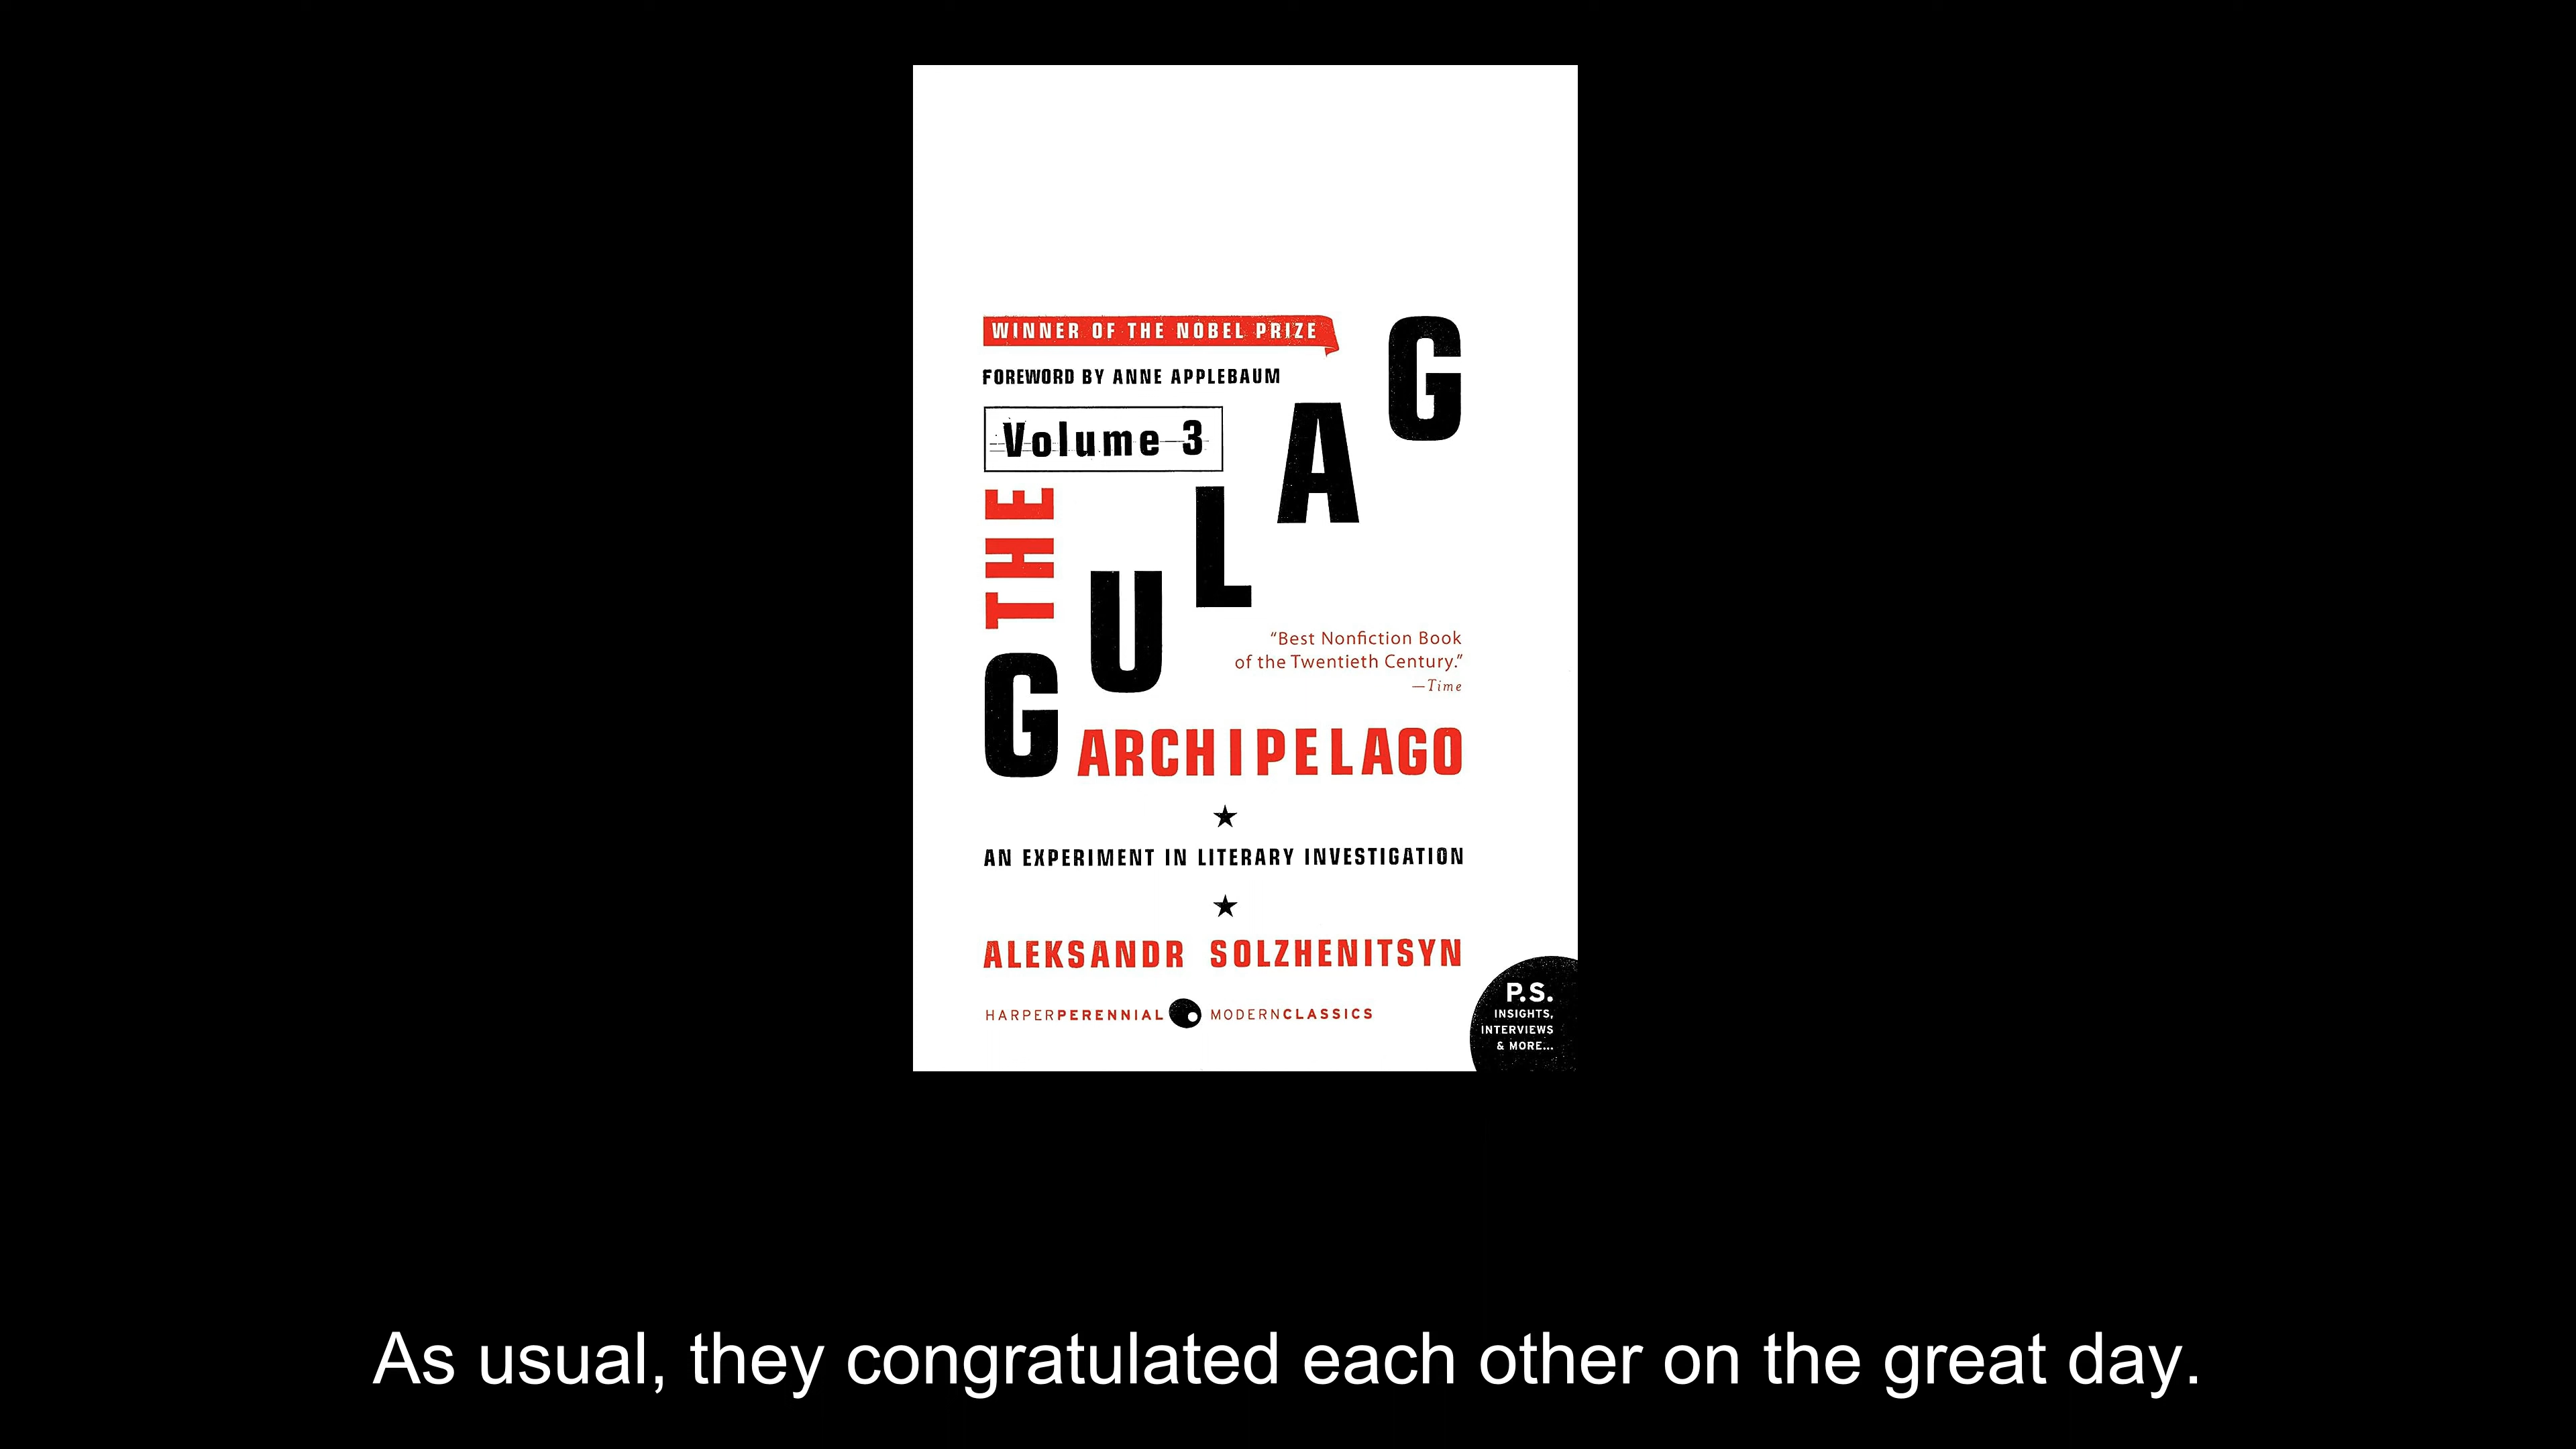 WINNER OF THE NOBEL PRIZE
FOREWORD BY ANNE APPLEBAUM
Volume 3
THE
GULAG
ARCHIPELAGO
“Best Nonfiction Book
of the Twentieth Century.”
—Time
AN EXPERIMENT IN LITERARY INVESTIGATION
ALEKSANDR SOLZHENITSYN
HARPERPERENNIAL MODERNCLASSICS
P.S.
INSIGHTS,
INTERVIEWS
& MORE...
As usual, they congratulated each other on the great day.